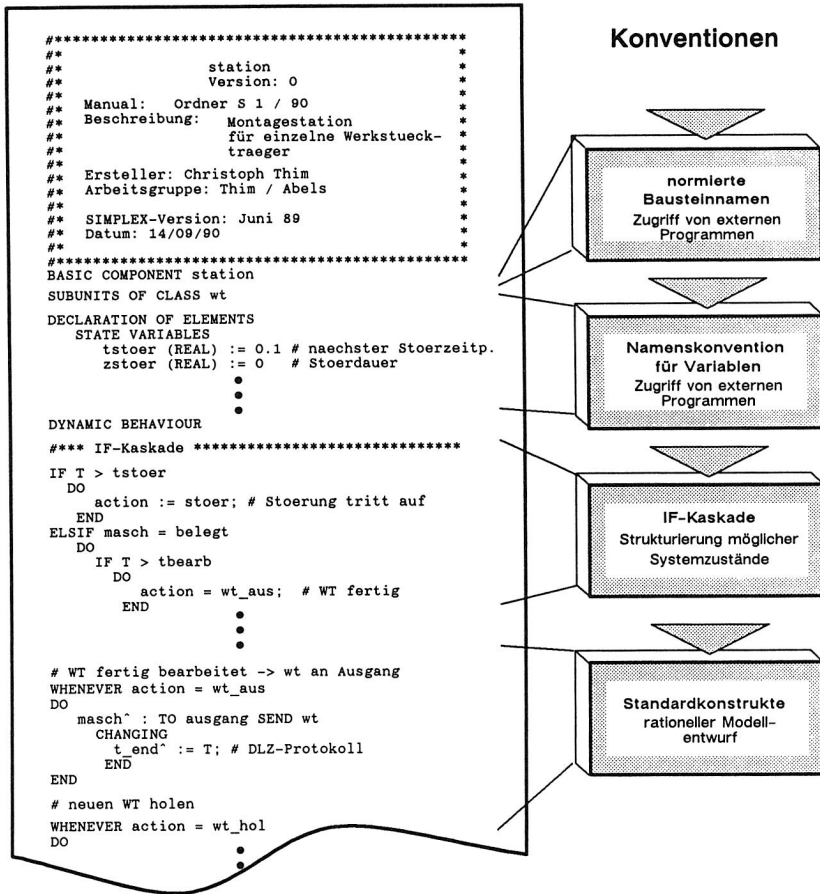 #**********************************************
#** *
#** station *
#** Version: 0 *
#** *
#** Manual: Ordner S 1 / 90 *
#** Beschreibung: Montagestation *
#** für einzelne Werkstueck- *
#** traeger *
#** *
#** Ersteller: Christoph Thim *
#** Arbeitsgruppe: Thim / Abels *
#** *
#** SIMPLEX-Version: Juni 89 *
#** Datum: 14/09/90 *
#** *
#**********************************************
BASIC COMPONENT station
SUBUNITS OF CLASS wt
DECLARATION OF ELEMENTS
STATE VARIABLES
tstoer (REAL) := 0.1 # naechster Stoerzeitp.
zstoer (REAL) := 0 # Stoerdauer
DYNAMIC BEHAVIOUR
#*** IF-Kaskade ******************************
IF T > tstoer
DO
action := stoer; # Stoerung tritt auf
END
ELSIF masch = belegt
DO
IF T > tbearb
DO
action = wt_aus; # WT fertig
END
# WT fertig bearbeitet -> wt an Ausgang
WHENEVER action = wt_aus
DO
masch^ : TO ausgang SEND wt
CHANGING
t_end^ := T; # DLZ-Protokoll
END
END
# neuen WT holen
WHENEVER action = wt_hol
DO
Konventionen
normierte
Bausteinnamen
Zugriff von externen
Programmen
Namenskonvention
für Variablen
Zugriff von externen
Programmen
IF-Kaskade
Strukturierung möglicher
Systemzustände
Standardkonstrukte
rationeller Modell-
entwurf